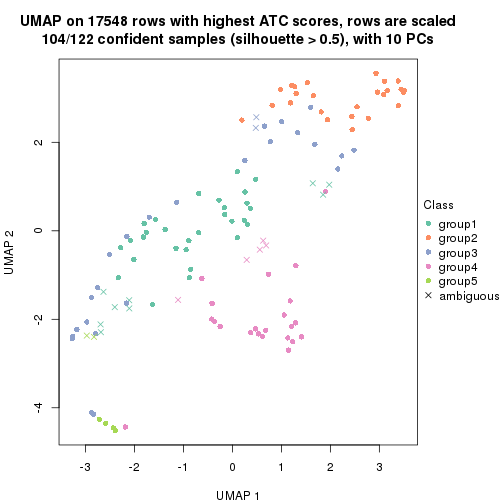 UMAP on 17548 rows with highest ATC scores, rows are scaled
104/122 confident samples (silhouette > 0.5), with 10 PCs
2
0
-2
-4
UMAP 2
-3 -2 -1 0 1 2 3
UMAP 1
Class
group1
group2
group3
group4
group5
ambiguous